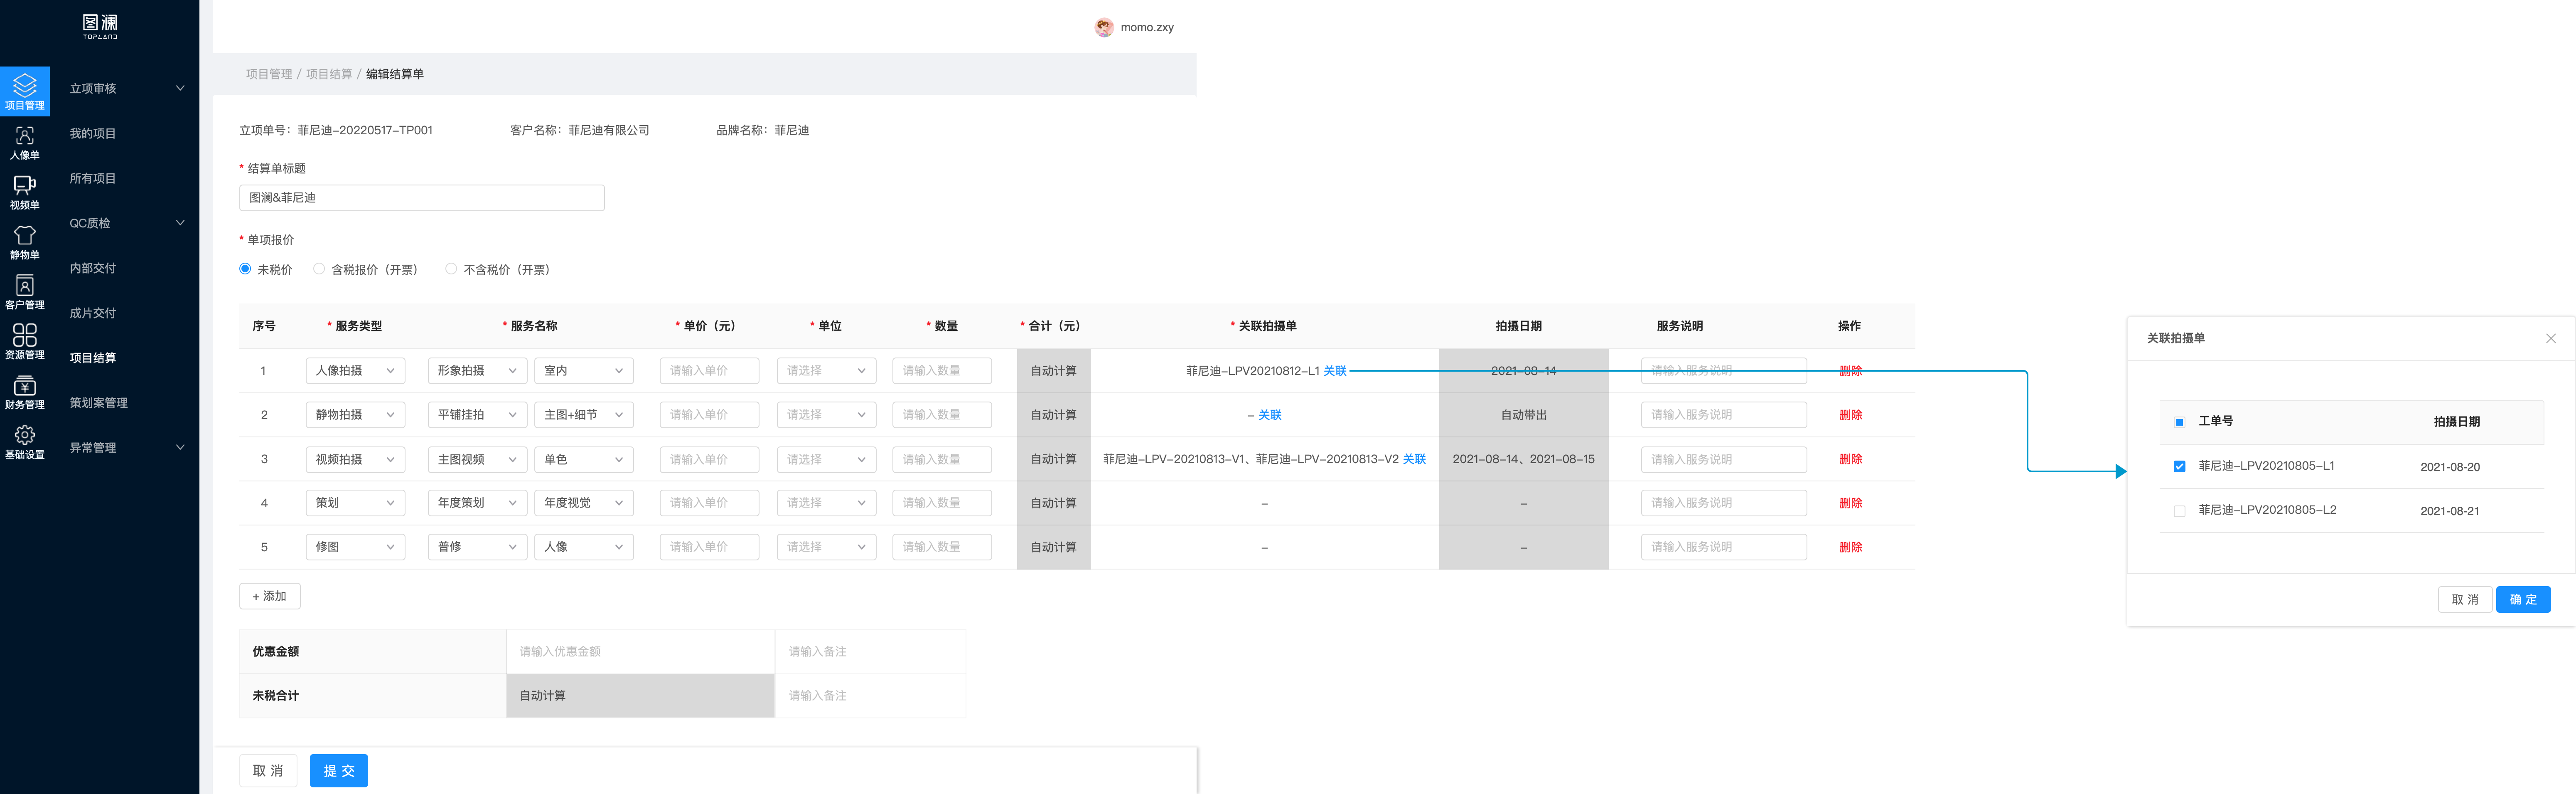 图澜
TOPLAND
momo.zxy
项目管理 / 项目结算 / 编辑结算单
项目管理
人像单
视频单
静物单
客户管理
资源管理
财务管理
基础设置
立项审核
我的项目
所有项目
QC质检
内部交付
成片交付
项目结算
策划案管理
异常管理
立项单号：菲尼迪-20220517-TP001 客户名称：菲尼迪有限公司 品牌名称：菲尼迪
* 结算单标题
图澜&菲尼迪
* 单项报价
未税价 含税报价（开票） 不含税价（开票）
序号 * 服务类型 * 服务名称 * 单价（元） * 单位 * 数量 * 合计（元） * 关联拍摄单 拍摄日期 服务说明 操作
1 人像拍摄 形象拍摄 室内 请输入单价 请选择 请输入数量 自动计算 菲尼迪-LPV20210812-L1 关联 2021-08-14 请输入服务说明 删除
2 静物拍摄 平铺挂拍 主图+细节 请输入单价 请选择 请输入数量 自动计算 - 关联 自动带出 请输入服务说明 删除
3 视频拍摄 主图视频 单色 请输入单价 请选择 请输入数量 自动计算 菲尼迪-LPV-20210813-V1、菲尼迪-LPV-20210813-V2 关联 2021-08-14、2021-08-15 请输入服务说明 删除
4 策划 年度策划 年度视觉 请输入单价 请选择 请输入数量 自动计算 - - 请输入服务说明 删除
5 修图 普修 人像 请输入单价 请选择 请输入数量 自动计算 - - 请输入服务说明 删除
+ 添加
优惠金额 请输入优惠金额 请输入备注
未税合计 自动计算 请输入备注
取 消 提 交
关联拍摄单
工单号 拍摄日期
菲尼迪-LPV20210805-L1 2021-08-20
菲尼迪-LPV20210805-L2 2021-08-21
取 消 确 定